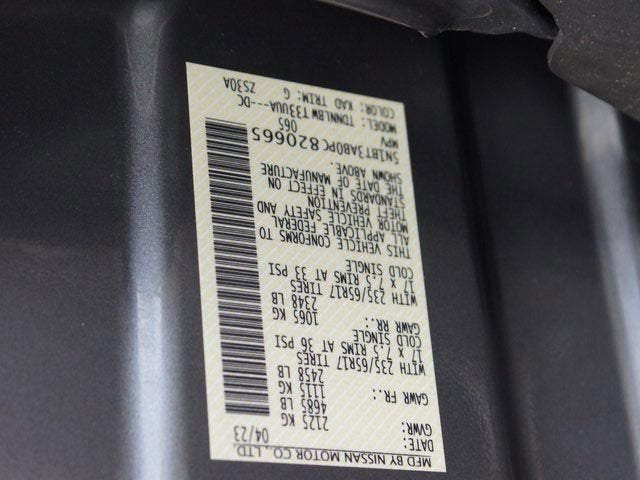 MFD BY NISSAN MOTOR CO., LTD.
DATE: 04/23
GVWR: 2125 KG
4685 LB
GAWR FR.: 1115 KG
2458 LB
WITH 235/65R17 TIRES
17 x 7.5 RIMS AT 36 PSI
COLD SINGLE
GAWR RR.: 1065 KG
2348 LB
WITH 235/65R17 TIRES
17 x 7.5 RIMS AT 33 PSI
COLD SINGLE
THIS VEHICLE CONFORMS TO
ALL APPLICABLE FEDERAL
MOTOR VEHICLE SAFETY AND
THEFT PREVENTION
STANDARDS IN EFFECT ON
THE DATE OF MANUFACTURE
SHOWN ABOVE.
5N1BT3AB0PC820665
MPV 065
MODEL: TDNNLBWT33UUA---DC
COLOR: KAD TRIM: G
ZS30A